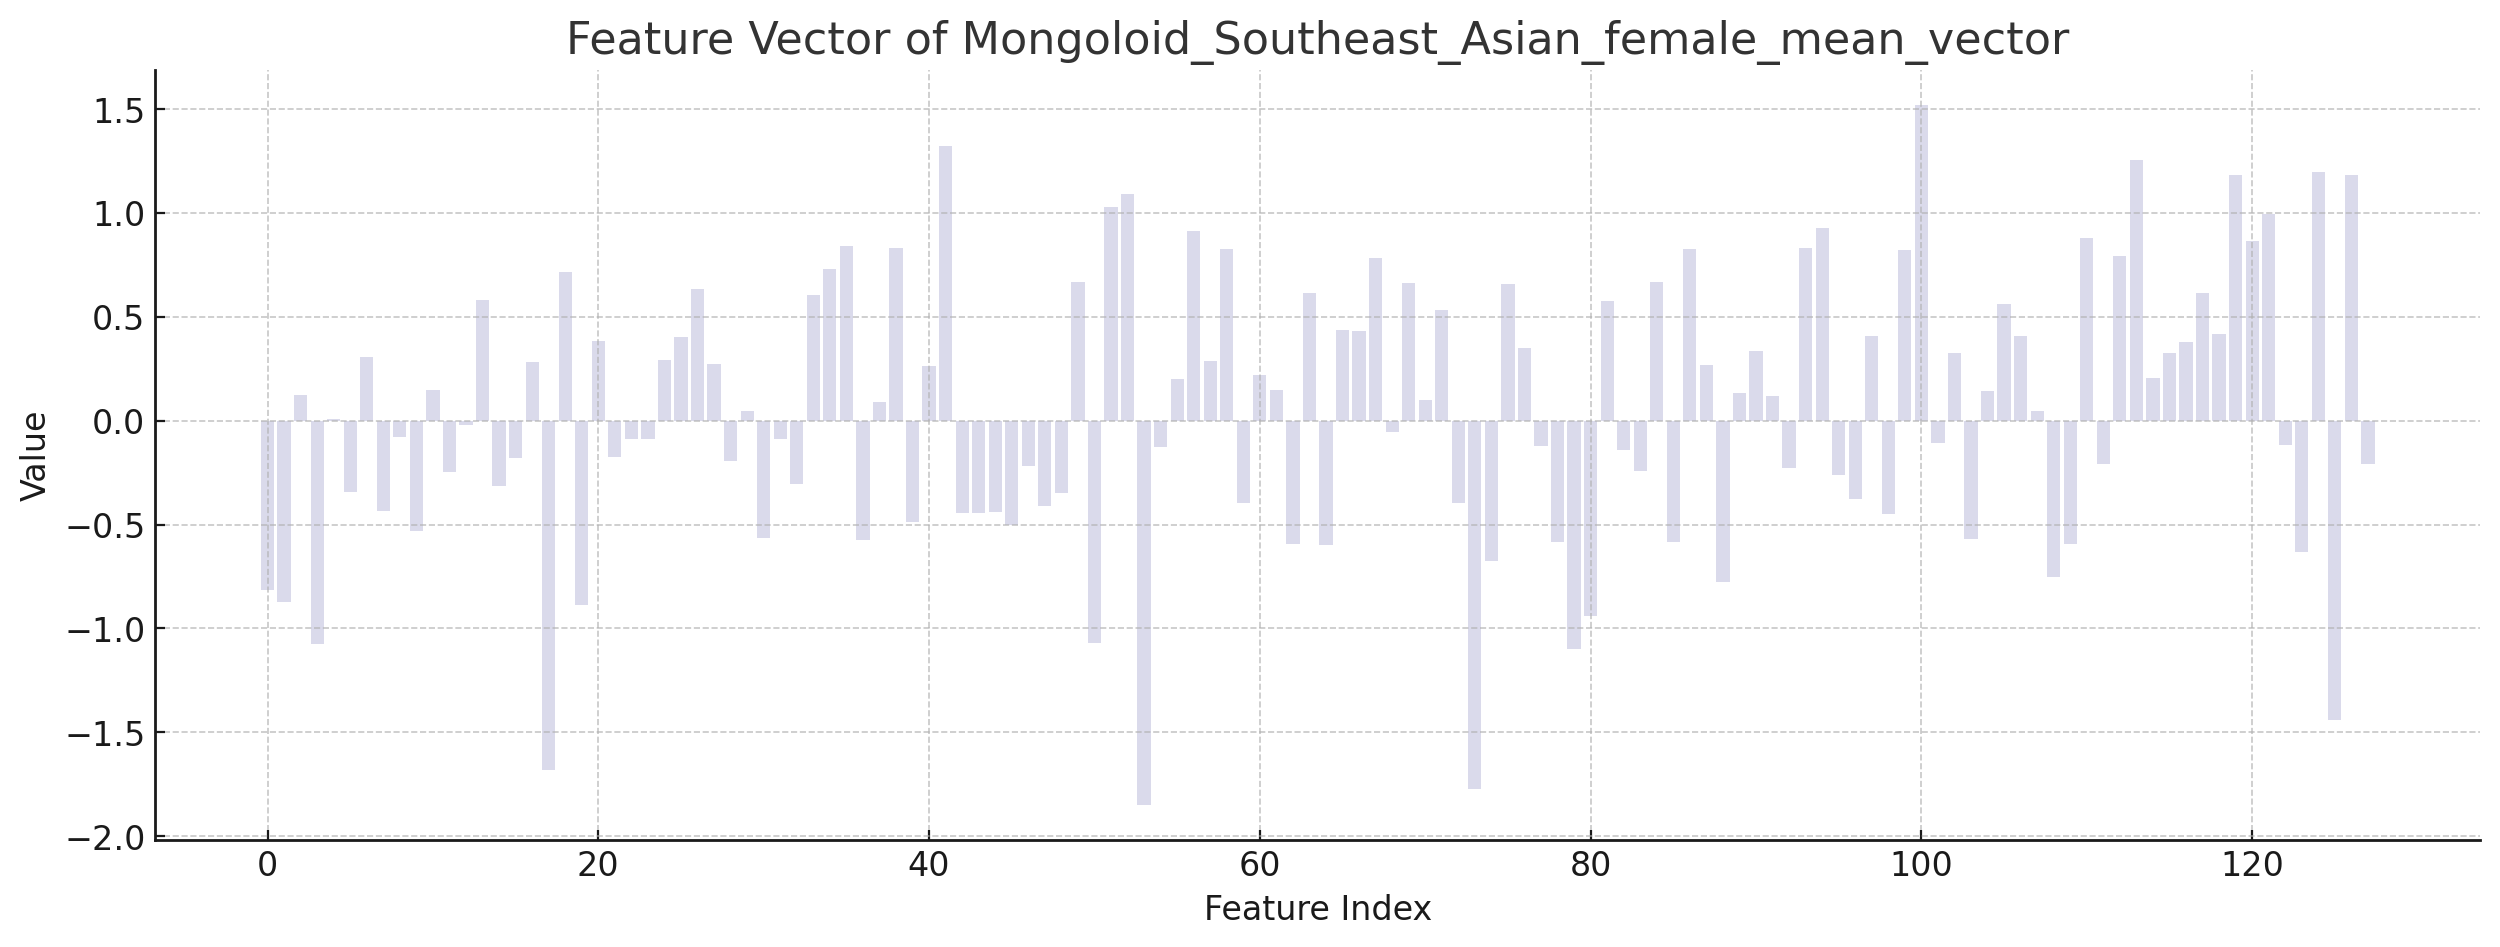 Feature Vector of Mongoloid_Southeast_Asian_female_mean_vector
1.5
1.0
0.5
0.0
−0.5
−1.0
−1.5
−2.0
Value
0 20 40 60 80 100 120
Feature Index